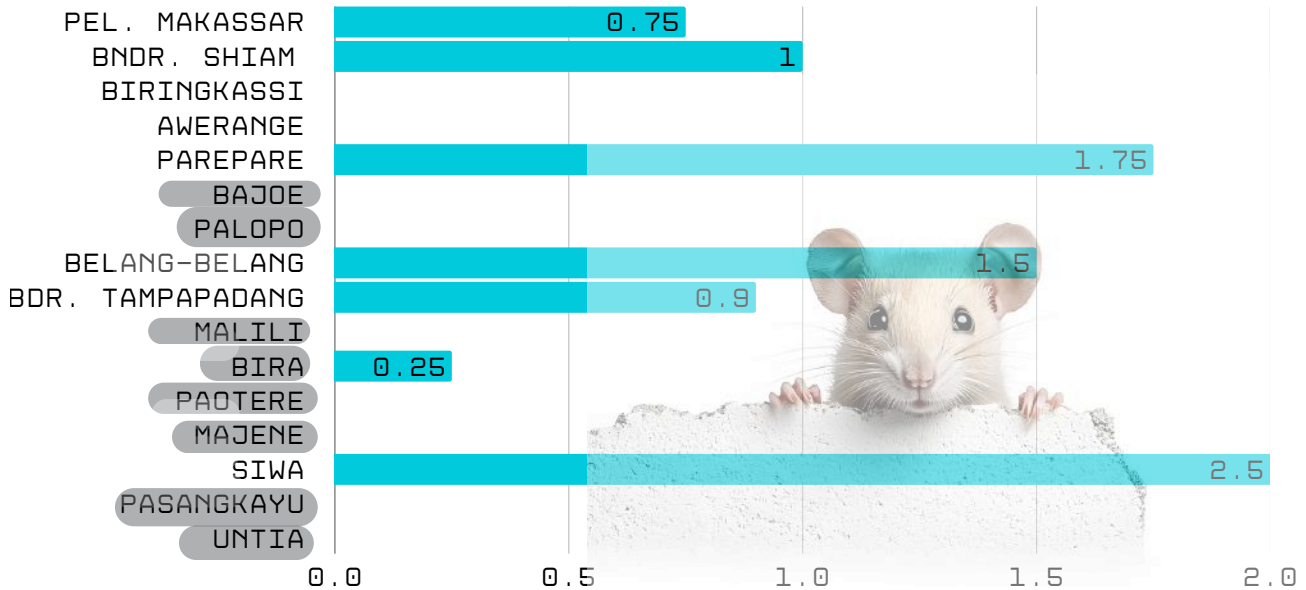 PEL. MAKASSAR 0.75
BNDR. SHIAM 1
BIRINGKASSI
AWERANGE
PAREPARE 1.75
BAJOE
PALOPO
BELANG-BELANG 1.5
BDR. TAMPAPADANG 0.9
MALILI
BIRA 0.25
PAOTERE
MAJENE
SIWA 2.5
PASANGKAYU
UNTIA
0.0 0.5 1.0 1.5 2.0